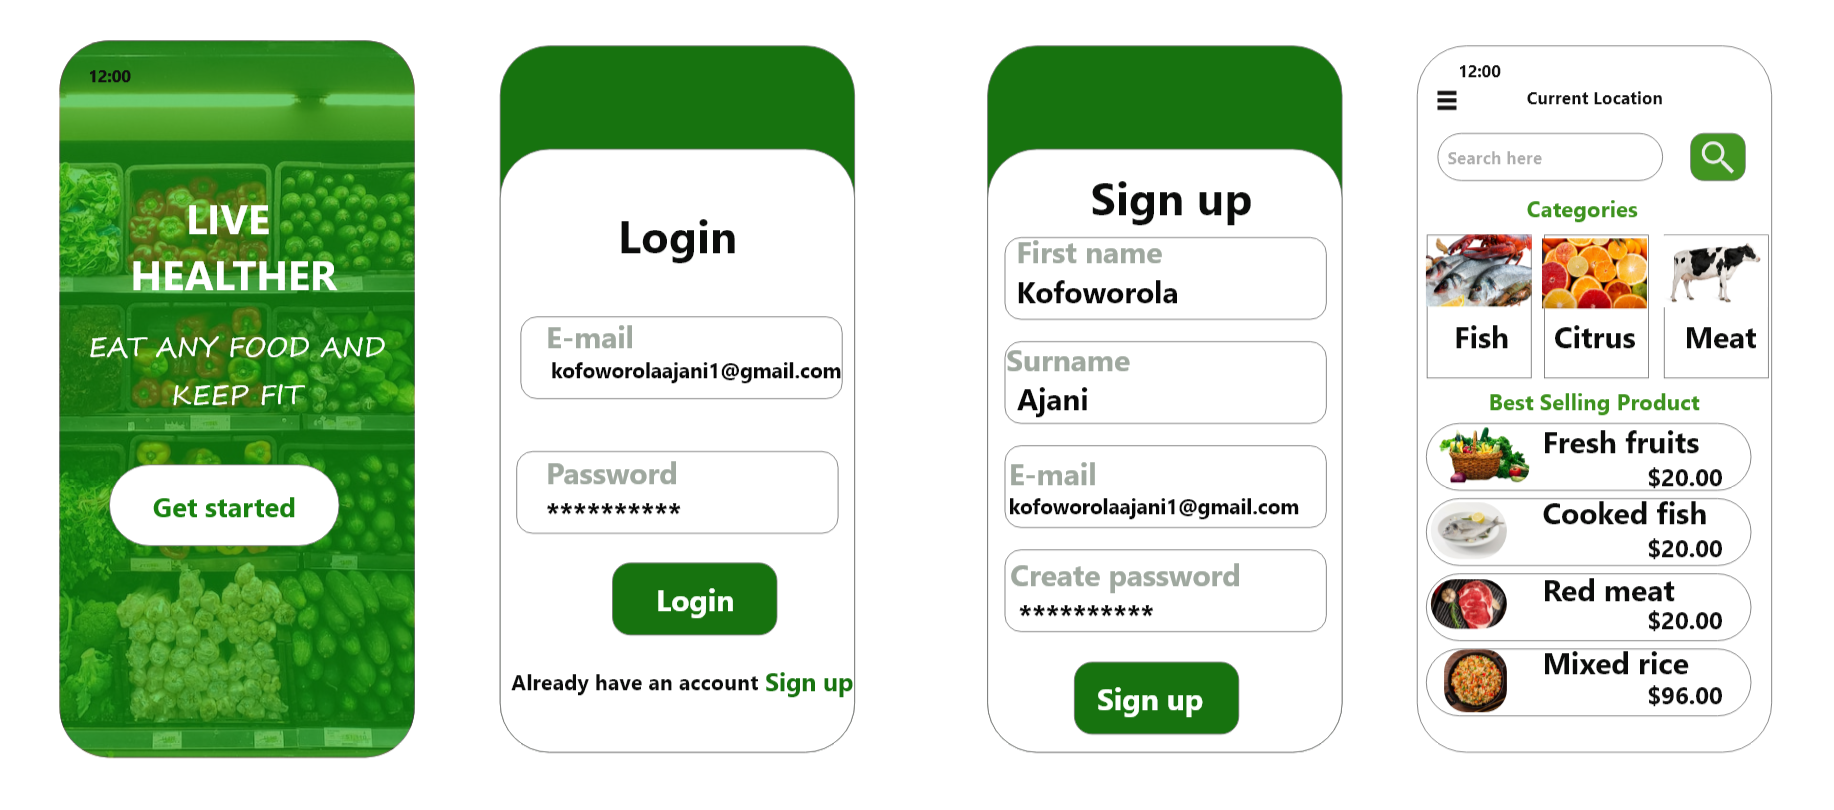 12:00
LIVE
HEALTHER
EAT ANY FOOD AND
KEEP FIT
Get started
Login
E-mail
kofoworolaajani1@gmail.com
Password
**********
Login
Already have an account Sign up
Sign up
First name
Kofoworola
Surname
Ajani
E-mail
kofoworolaajani1@gmail.com
Create password
**********
Sign up
12:00
Current Location
Search here
Categories
Fish
Citrus
Meat
Best Selling Product
Fresh fruits
$20.00
Cooked fish
$20.00
Red meat
$20.00
Mixed rice
$96.00